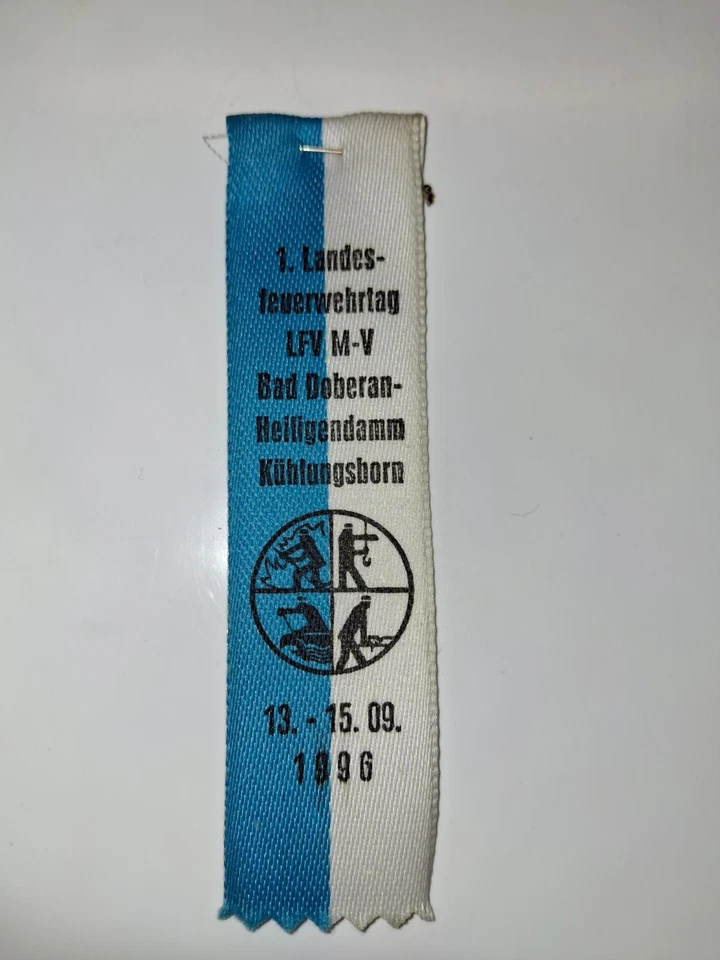 1. Landes-
feuerwehrtag
LFV M-V
Bad Doberan-
Heiligendamm
Kühlungsborn
13. - 15. 09.
1996